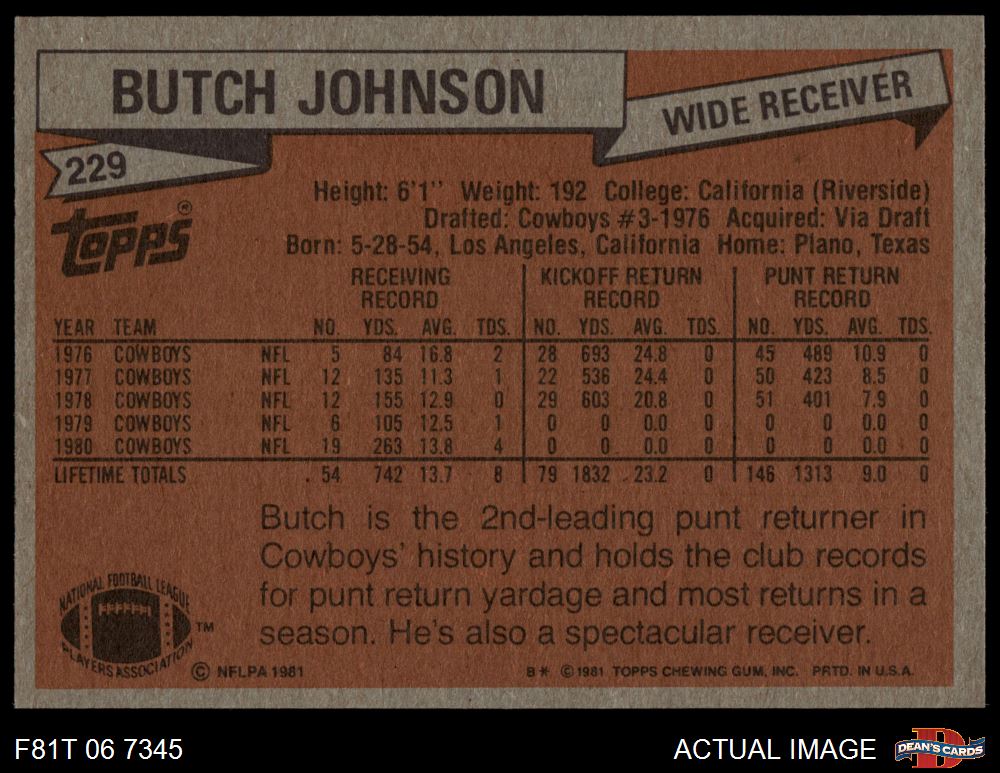 BUTCH JOHNSON
WIDE RECEIVER
229
TOPPS®
Height: 6'1" Weight: 192 College: California (Riverside)
Drafted: Cowboys #3-1976 Acquired: Via Draft
Born: 5-28-54, Los Angeles, California Home: Plano, Texas
RECEIVING RECORD KICKOFF RETURN RECORD PUNT RETURN RECORD
YEAR TEAM NO. YDS. AVG. TDS. NO. YDS. AVG. TDS. NO. YDS. AVG. TDS.
1976 COWBOYS NFL 5 84 16.8 2 28 693 24.8 0 45 489 10.9 0
1977 COWBOYS NFL 12 135 11.3 1 22 536 24.4 0 50 423 8.5 0
1978 COWBOYS NFL 12 155 12.9 0 29 603 20.8 0 51 401 7.9 0
1979 COWBOYS NFL 6 105 12.5 1 0 0 0.0 0 0 0 0.0 0
1980 COWBOYS NFL 19 263 13.8 4 0 0 0.0 0 0 0 0.0 0
LIFETIME TOTALS 54 742 13.7 8 79 1832 23.2 0 146 1313 9.0 0
Butch is the 2nd-leading punt returner in
Cowboys' history and holds the club records
for punt return yardage and most returns in a
season. He's also a spectacular receiver.
NATIONAL FOOTBALL LEAGUE
PLAYERS ASSOCIATION
TM
© NFLPA 1981
B* ©1981 TOPPS CHEWING GUM, INC. PRTD. IN U.S.A.
F81T 06 7345
ACTUAL IMAGE
D
DEAN'S CARDS